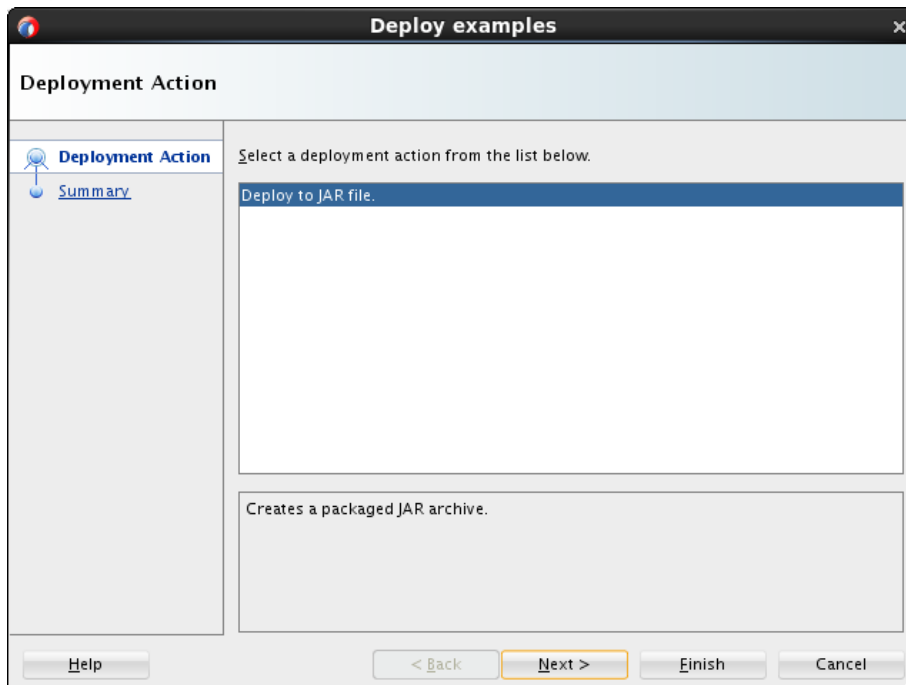 Deploy examples
Deployment Action
Deployment Action
Summary
Select a deployment action from the list below.
Deploy to JAR file.
Creates a packaged JAR archive.
Help
< Back
Next >
Finish
Cancel